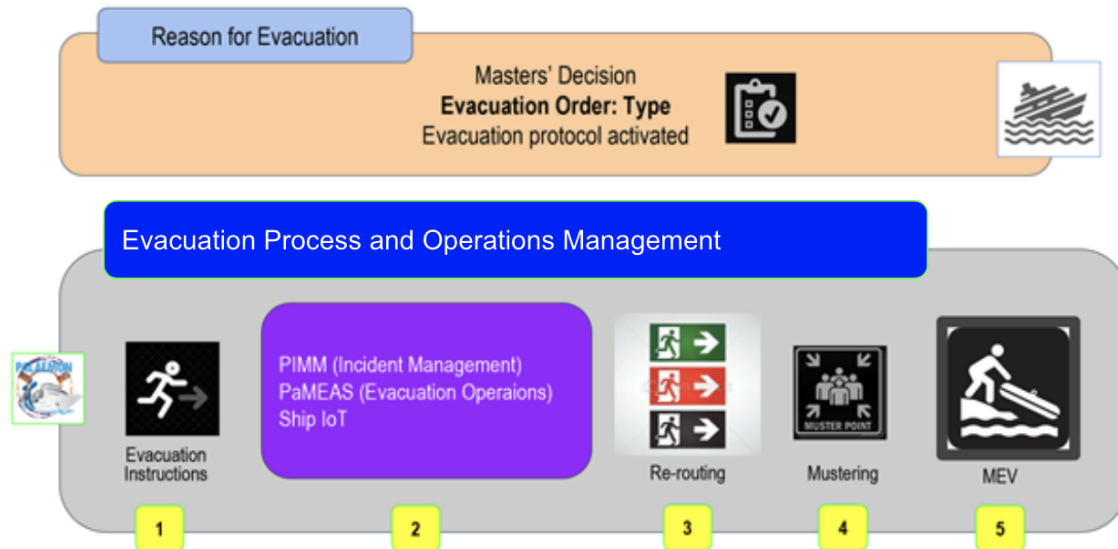 Reason for Evacuation
Masters' Decision
Evacuation Order: Type
Evacuation protocol activated
Evacuation Process and Operations Management
PIMM (Incident Management)
PaMEAS (Evacuation Operaions)
Ship IoT
PALAEMON
Evacuation
Instructions
Re-routing
MUSTER POINT
Mustering
MEV
1
2
3
4
5